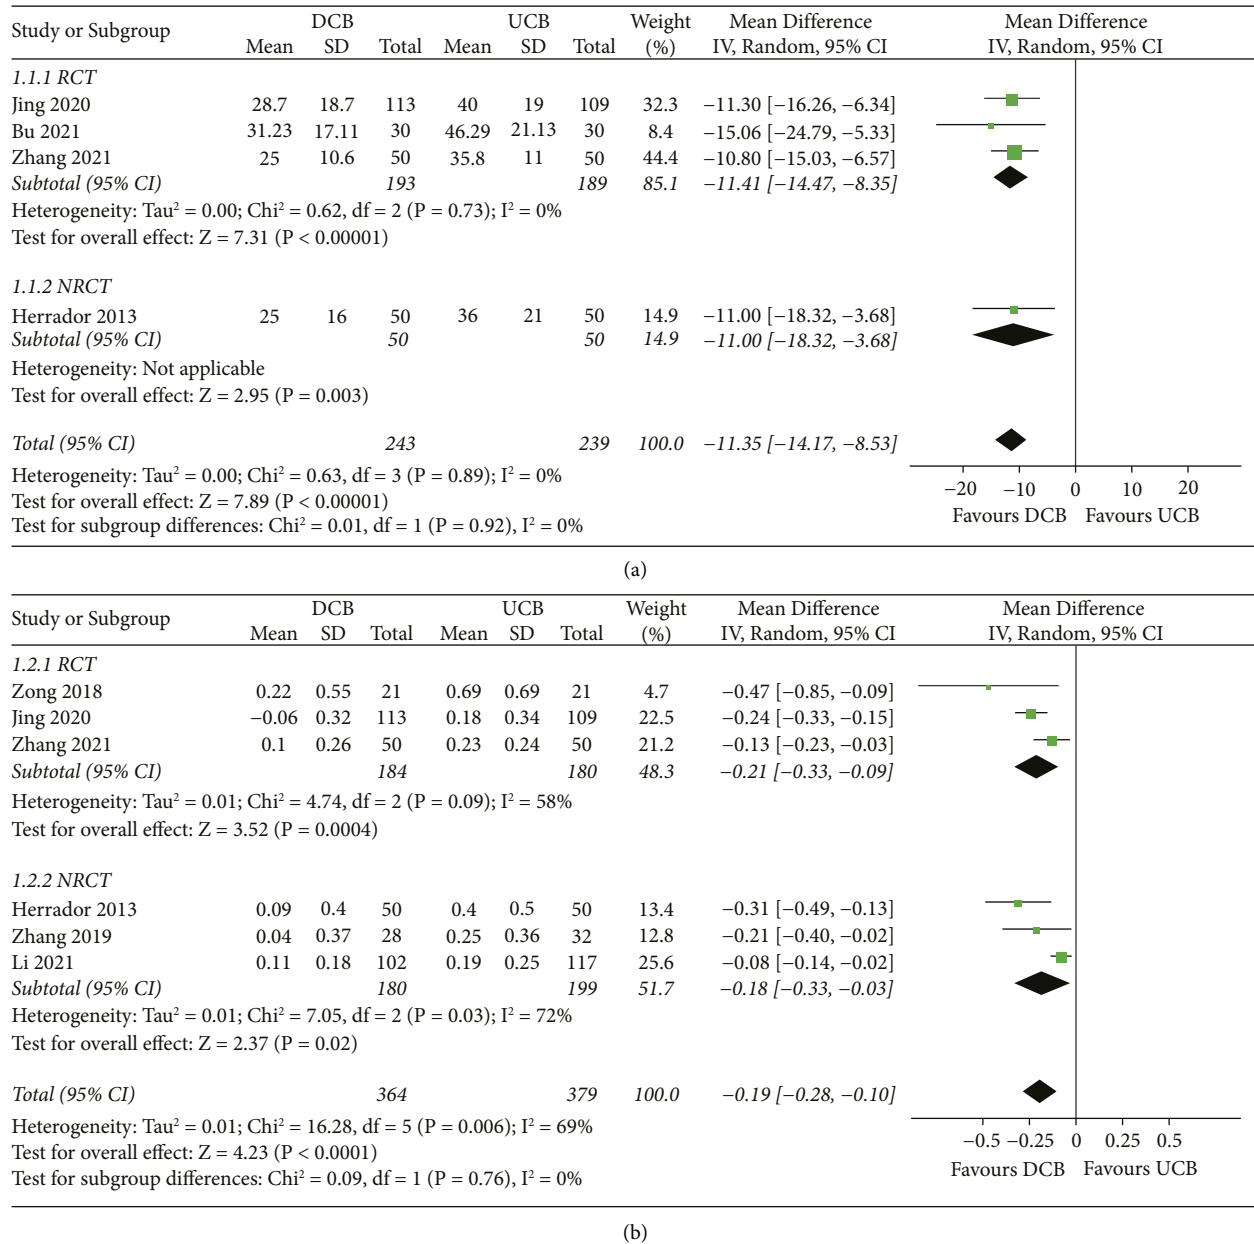 Study or Subgroup DCB UCB Weight Mean Difference Mean Difference
Mean SD Total Mean SD Total (%) IV, Random, 95% CI IV, Random, 95% CI
1.1.1 RCT
Jing 2020 28.7 18.7 113 40 19 109 32.3 −11.30 [−16.26, −6.34]
Bu 2021 31.23 17.11 30 46.29 21.13 30 8.4 −15.06 [−24.79, −5.33]
Zhang 2021 25 10.6 50 35.8 11 50 44.4 −10.80 [−15.03, −6.57]
Subtotal (95% CI) 193 189 85.1 −11.41 [−14.47, −8.35]
Heterogeneity: Tau² = 0.00; Chi² = 0.62, df = 2 (P = 0.73); I² = 0%
Test for overall effect: Z = 7.31 (P < 0.00001)
1.1.2 NRCT
Herrador 2013 25 16 50 36 21 50 14.9 −11.00 [−18.32, −3.68]
Subtotal (95% CI) 50 50 14.9 −11.00 [−18.32, −3.68]
Heterogeneity: Not applicable
Test for overall effect: Z = 2.95 (P = 0.003)
Total (95% CI) 243 239 100.0 −11.35 [−14.17, −8.53]
Heterogeneity: Tau² = 0.00; Chi² = 0.63, df = 3 (P = 0.89); I² = 0%
Test for overall effect: Z = 7.89 (P < 0.00001)
Test for subgroup differences: Chi² = 0.01, df = 1 (P = 0.92), I² = 0%
−20 −10 0 10 20
Favours DCB Favours UCB
(a)
Study or Subgroup DCB UCB Weight Mean Difference Mean Difference
Mean SD Total Mean SD Total (%) IV, Random, 95% CI IV, Random, 95% CI
1.2.1 RCT
Zong 2018 0.22 0.55 21 0.69 0.69 21 4.7 −0.47 [−0.85, −0.09]
Jing 2020 −0.06 0.32 113 0.18 0.34 109 22.5 −0.24 [−0.33, −0.15]
Zhang 2021 0.1 0.26 50 0.23 0.24 50 21.2 −0.13 [−0.23, −0.03]
Subtotal (95% CI) 184 180 48.3 −0.21 [−0.33, −0.09]
Heterogeneity: Tau² = 0.01; Chi² = 4.74, df = 2 (P = 0.09); I² = 58%
Test for overall effect: Z = 3.52 (P = 0.0004)
1.2.2 NRCT
Herrador 2013 0.09 0.4 50 0.4 0.5 50 13.4 −0.31 [−0.49, −0.13]
Zhang 2019 0.04 0.37 28 0.25 0.36 32 12.8 −0.21 [−0.40, −0.02]
Li 2021 0.11 0.18 102 0.19 0.25 117 25.6 −0.08 [−0.14, −0.02]
Subtotal (95% CI) 180 199 51.7 −0.18 [−0.33, −0.03]
Heterogeneity: Tau² = 0.01; Chi² = 7.05, df = 2 (P = 0.03); I² = 72%
Test for overall effect: Z = 2.37 (P = 0.02)
Total (95% CI) 364 379 100.0 −0.19 [−0.28, −0.10]
Heterogeneity: Tau² = 0.01; Chi² = 16.28, df = 5 (P = 0.006); I² = 69%
Test for overall effect: Z = 4.23 (P < 0.0001)
Test for subgroup differences: Chi² = 0.09, df = 1 (P = 0.76), I² = 0%
−0.5 −0.25 0 0.25 0.5
Favours DCB Favours UCB
(b)